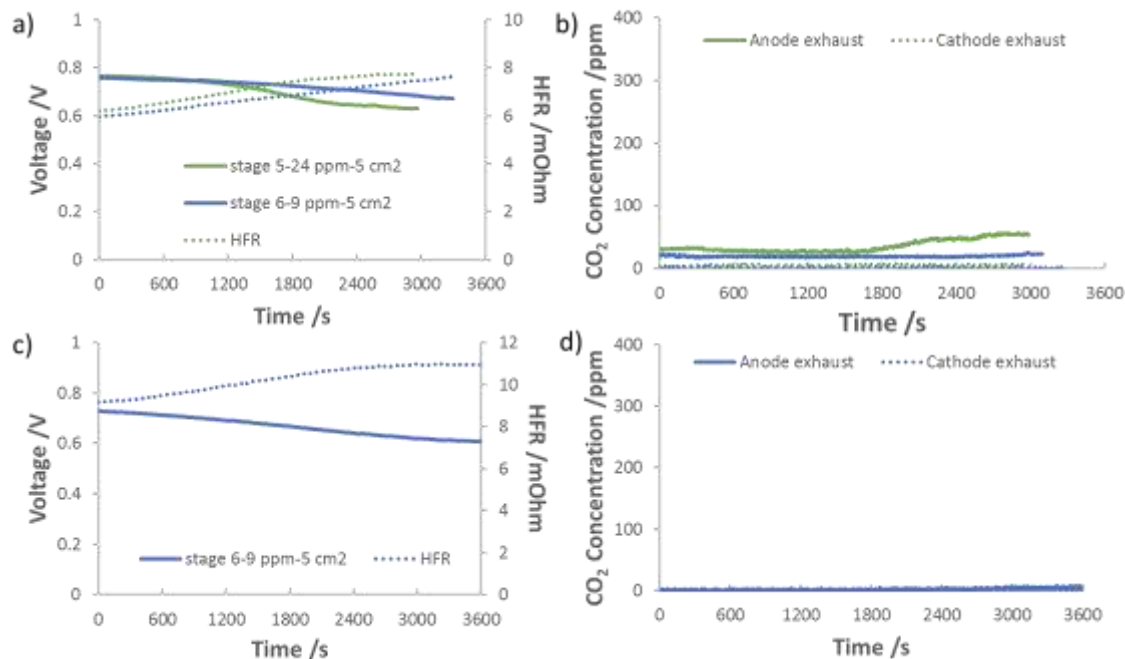 a)
1
0.8
0.6
0.4
0.2
0
Voltage /V
10
8
6
4
2
0
HFR /mOhm
stage 5-24 ppm-5 cm2
stage 6-9 ppm-5 cm2
HFR
0 600 1200 1800 2400 3000 3600
Time /s
b)
400
300
200
100
0
CO2 Concentration /ppm
Anode exhaust Cathode exhaust
0 600 1200 1800 2400 3000 3600
Time /s
c)
1
0.8
0.6
0.4
0.2
0
Voltage /V
12
10
8
6
4
2
0
HFR /mOhm
stage 6-9 ppm-5 cm2 HFR
0 600 1200 1800 2400 3000 3600
Time /s
d)
400
300
200
100
0
CO2 Concentration /ppm
Anode exhaust Cathode exhaust
0 600 1200 1800 2400 3000 3600
Time /s